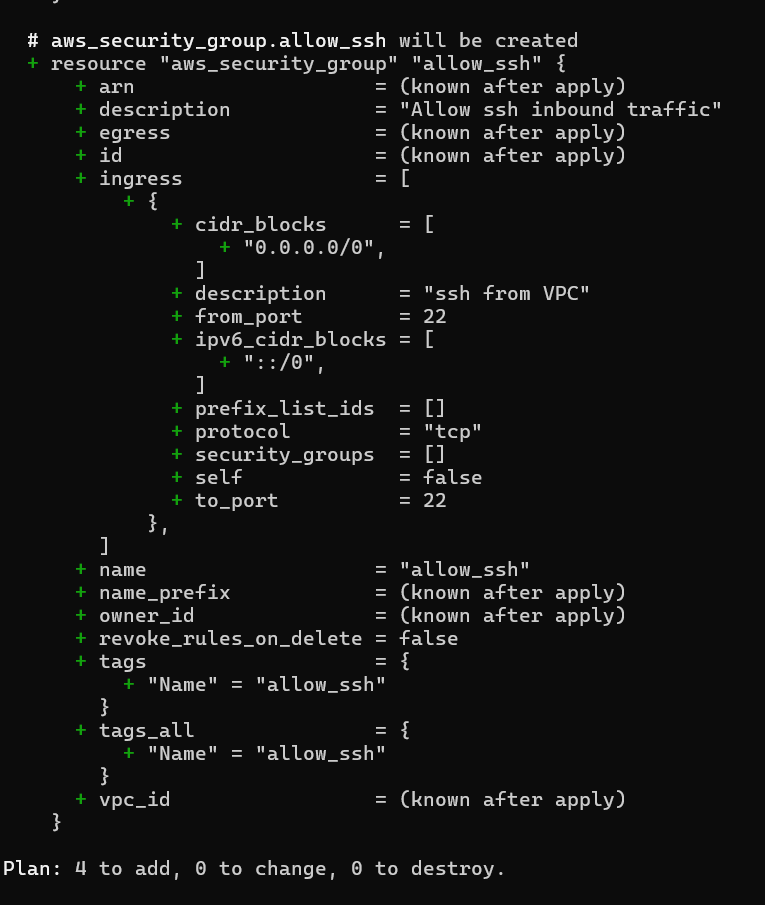 # aws_security_group.allow_ssh will be created
+ resource "aws_security_group" "allow_ssh" {
+ arn = (known after apply)
+ description = "Allow ssh inbound traffic"
+ egress = (known after apply)
+ id = (known after apply)
+ ingress = [
+ {
+ cidr_blocks = [
+ "0.0.0.0/0",
]
+ description = "ssh from VPC"
+ from_port = 22
+ ipv6_cidr_blocks = [
+ "::/0",
]
+ prefix_list_ids = []
+ protocol = "tcp"
+ security_groups = []
+ self = false
+ to_port = 22
},
]
+ name = "allow_ssh"
+ name_prefix = (known after apply)
+ owner_id = (known after apply)
+ revoke_rules_on_delete = false
+ tags = {
+ "Name" = "allow_ssh"
}
+ tags_all = {
+ "Name" = "allow_ssh"
}
+ vpc_id = (known after apply)
}
Plan: 4 to add, 0 to change, 0 to destroy.